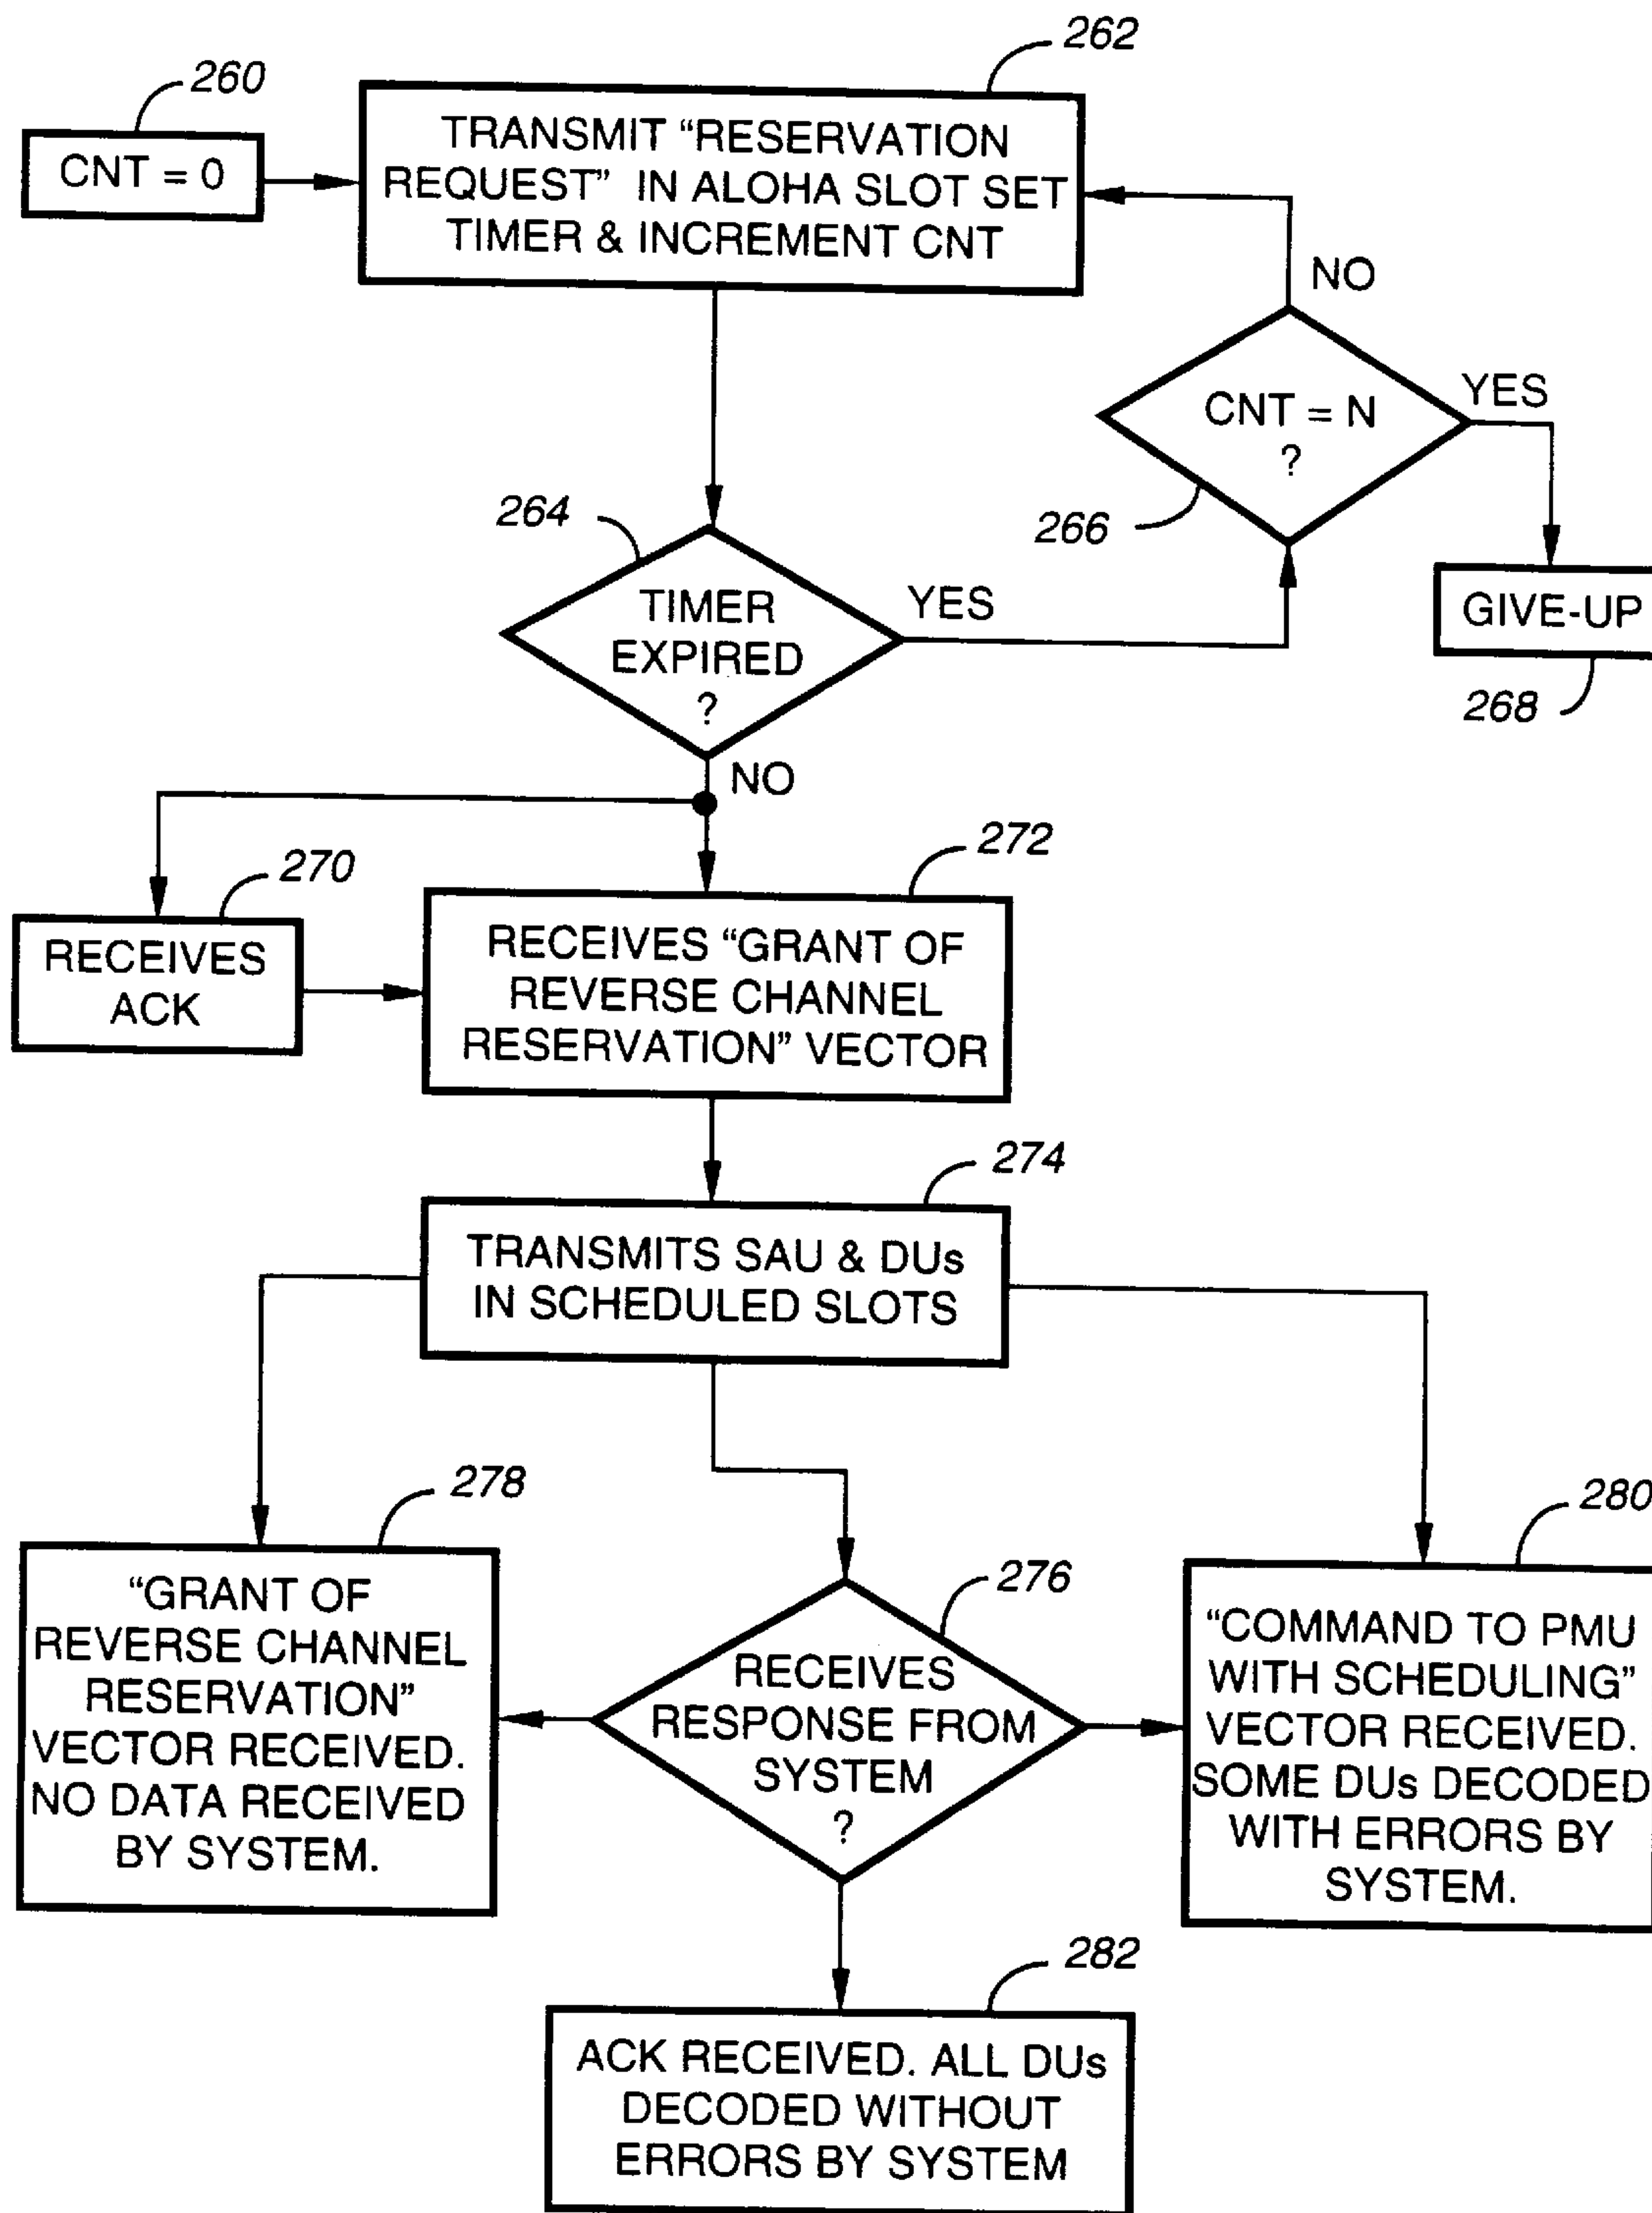 262
260
TRANSMIT “RESERVATION
REQUEST” IN ALOHA SLOT SET
TIMER & INCREMENT CNT
CNT = 0
NO
CNT = N
?
YES
266
264
TIMER
EXPIRED
?
YES
GIVE-UP
268
NO
270
272
RECEIVES
ACK
RECEIVES “GRANT OF
REVERSE CHANNEL
RESERVATION” VECTOR
274
TRANSMITS SAU & DUs
IN SCHEDULED SLOTS
278
276
280
“GRANT OF
REVERSE CHANNEL
RESERVATION”
VECTOR RECEIVED.
NO DATA RECEIVED
BY SYSTEM.
RECEIVES
RESPONSE FROM
SYSTEM
?
“COMMAND TO PMU
WITH SCHEDULING”
VECTOR RECEIVED.
SOME DUs DECODED
WITH ERRORS BY
SYSTEM.
282
ACK RECEIVED. ALL DUs
DECODED WITHOUT
ERRORS BY SYSTEM